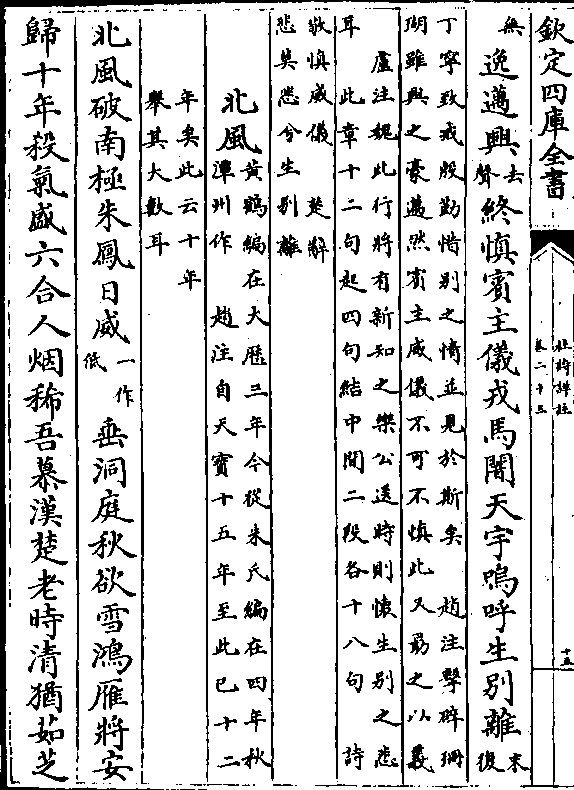 欽定四庫全書
杜詩詳註
卷二十三
十五
無逸邁興去聲終慎賓主儀戎馬闇天宇嗚呼生別離末復
丁寧致戒殷勤惜別之情並見於斯矣 趙注擊碎珊
瑚雖興之豪邁然賓主威儀不可不慎此又勗之以義
盧注魏此行將有新知之樂公送時則懷生別之悲
耳 此章十二句起四句結中間二段各十八句 詩
敬慎威儀 楚辭
悲莫悲兮生別離
北風黃鶴編在大厯三年今從朱氏編在四年秋
潭州作 趙注自天寶十五年至此已十二
年矣此云十年
舉其大數耳
北風破南極朱鳳日威一作低垂洞庭秋欲雪鴻雁將安
歸十年殺氣盛六合人烟稀吾慕漢楚老時清猶茹芝